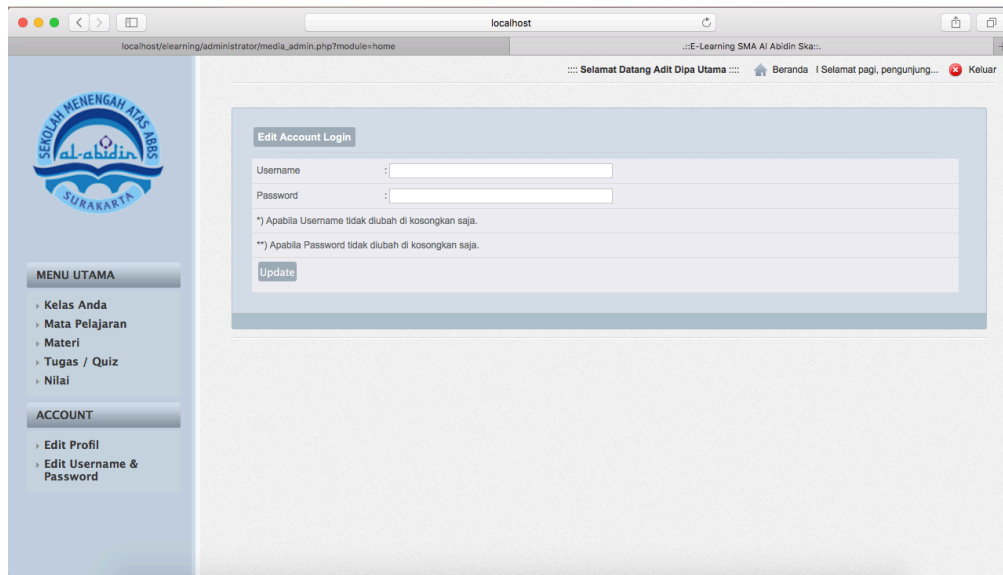 localhost
localhost/elearning/administrator/media_admin.php?module=home
.::E-Learning SMA Al Abidin Ska::.
:::: Selamat Datang Adit Dipa Utama :::: Beranda I Selamat pagi, pengunjung... Keluar
SEKOLAH MENENGAH ATAS ABBS
al-abidin
SURAKARTA
Edit Account Login
Username :
Password :
*) Apabila Username tidak diubah di kosongkan saja.
**) Apabila Password tidak diubah di kosongkan saja.
Update
MENU UTAMA
Kelas Anda
Mata Pelajaran
Materi
Tugas / Quiz
Nilai
ACCOUNT
Edit Profil
Edit Username &
Password